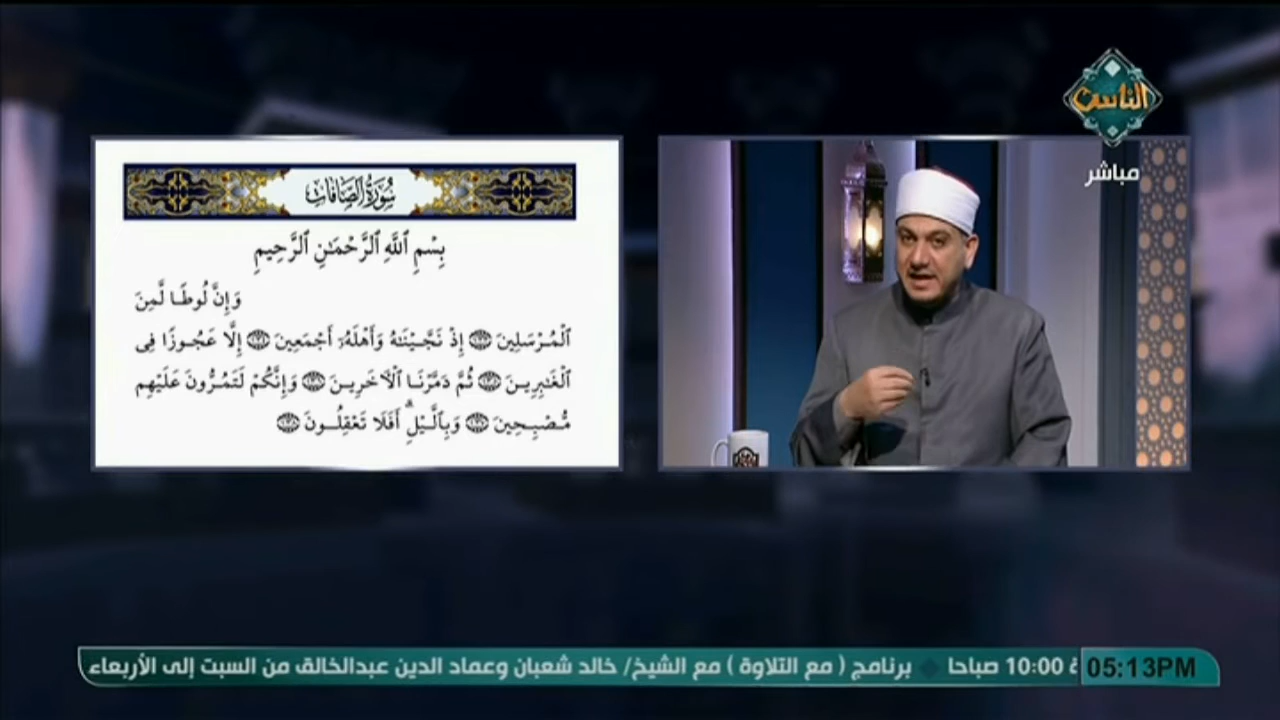 الناس
مباشر
سُورَةُ الصَّافَّاتِ
بِسْمِ ٱللَّهِ ٱلرَّحْمَـٰنِ ٱلرَّحِيمِ
وَإِنَّ لُوطًا لَّمِنَ
ٱلْمُرْسَلِينَ ۝ إِذْ نَجَّيْنَـٰهُ وَأَهْلَهُۥٓ أَجْمَعِينَ ۝ إِلَّا عَجُوزًا فِى
ٱلْغَـٰبِرِينَ ۝ ثُمَّ دَمَّرْنَا ٱلْـَٔاخَرِينَ ۝ وَإِنَّكُمْ لَتَمُرُّونَ عَلَيْهِم
مُّصْبِحِينَ ۝ وَبِٱلَّيْلِ ۗ أَفَلَا تَعْقِلُونَ ۝
ة 10:00 صباحا ◆ برنامج ( مع التلاوة ) مع الشيخ/ خالد شعبان وعماد الدين عبدالخالق من السبت إلى الأربعاء
05:13PM